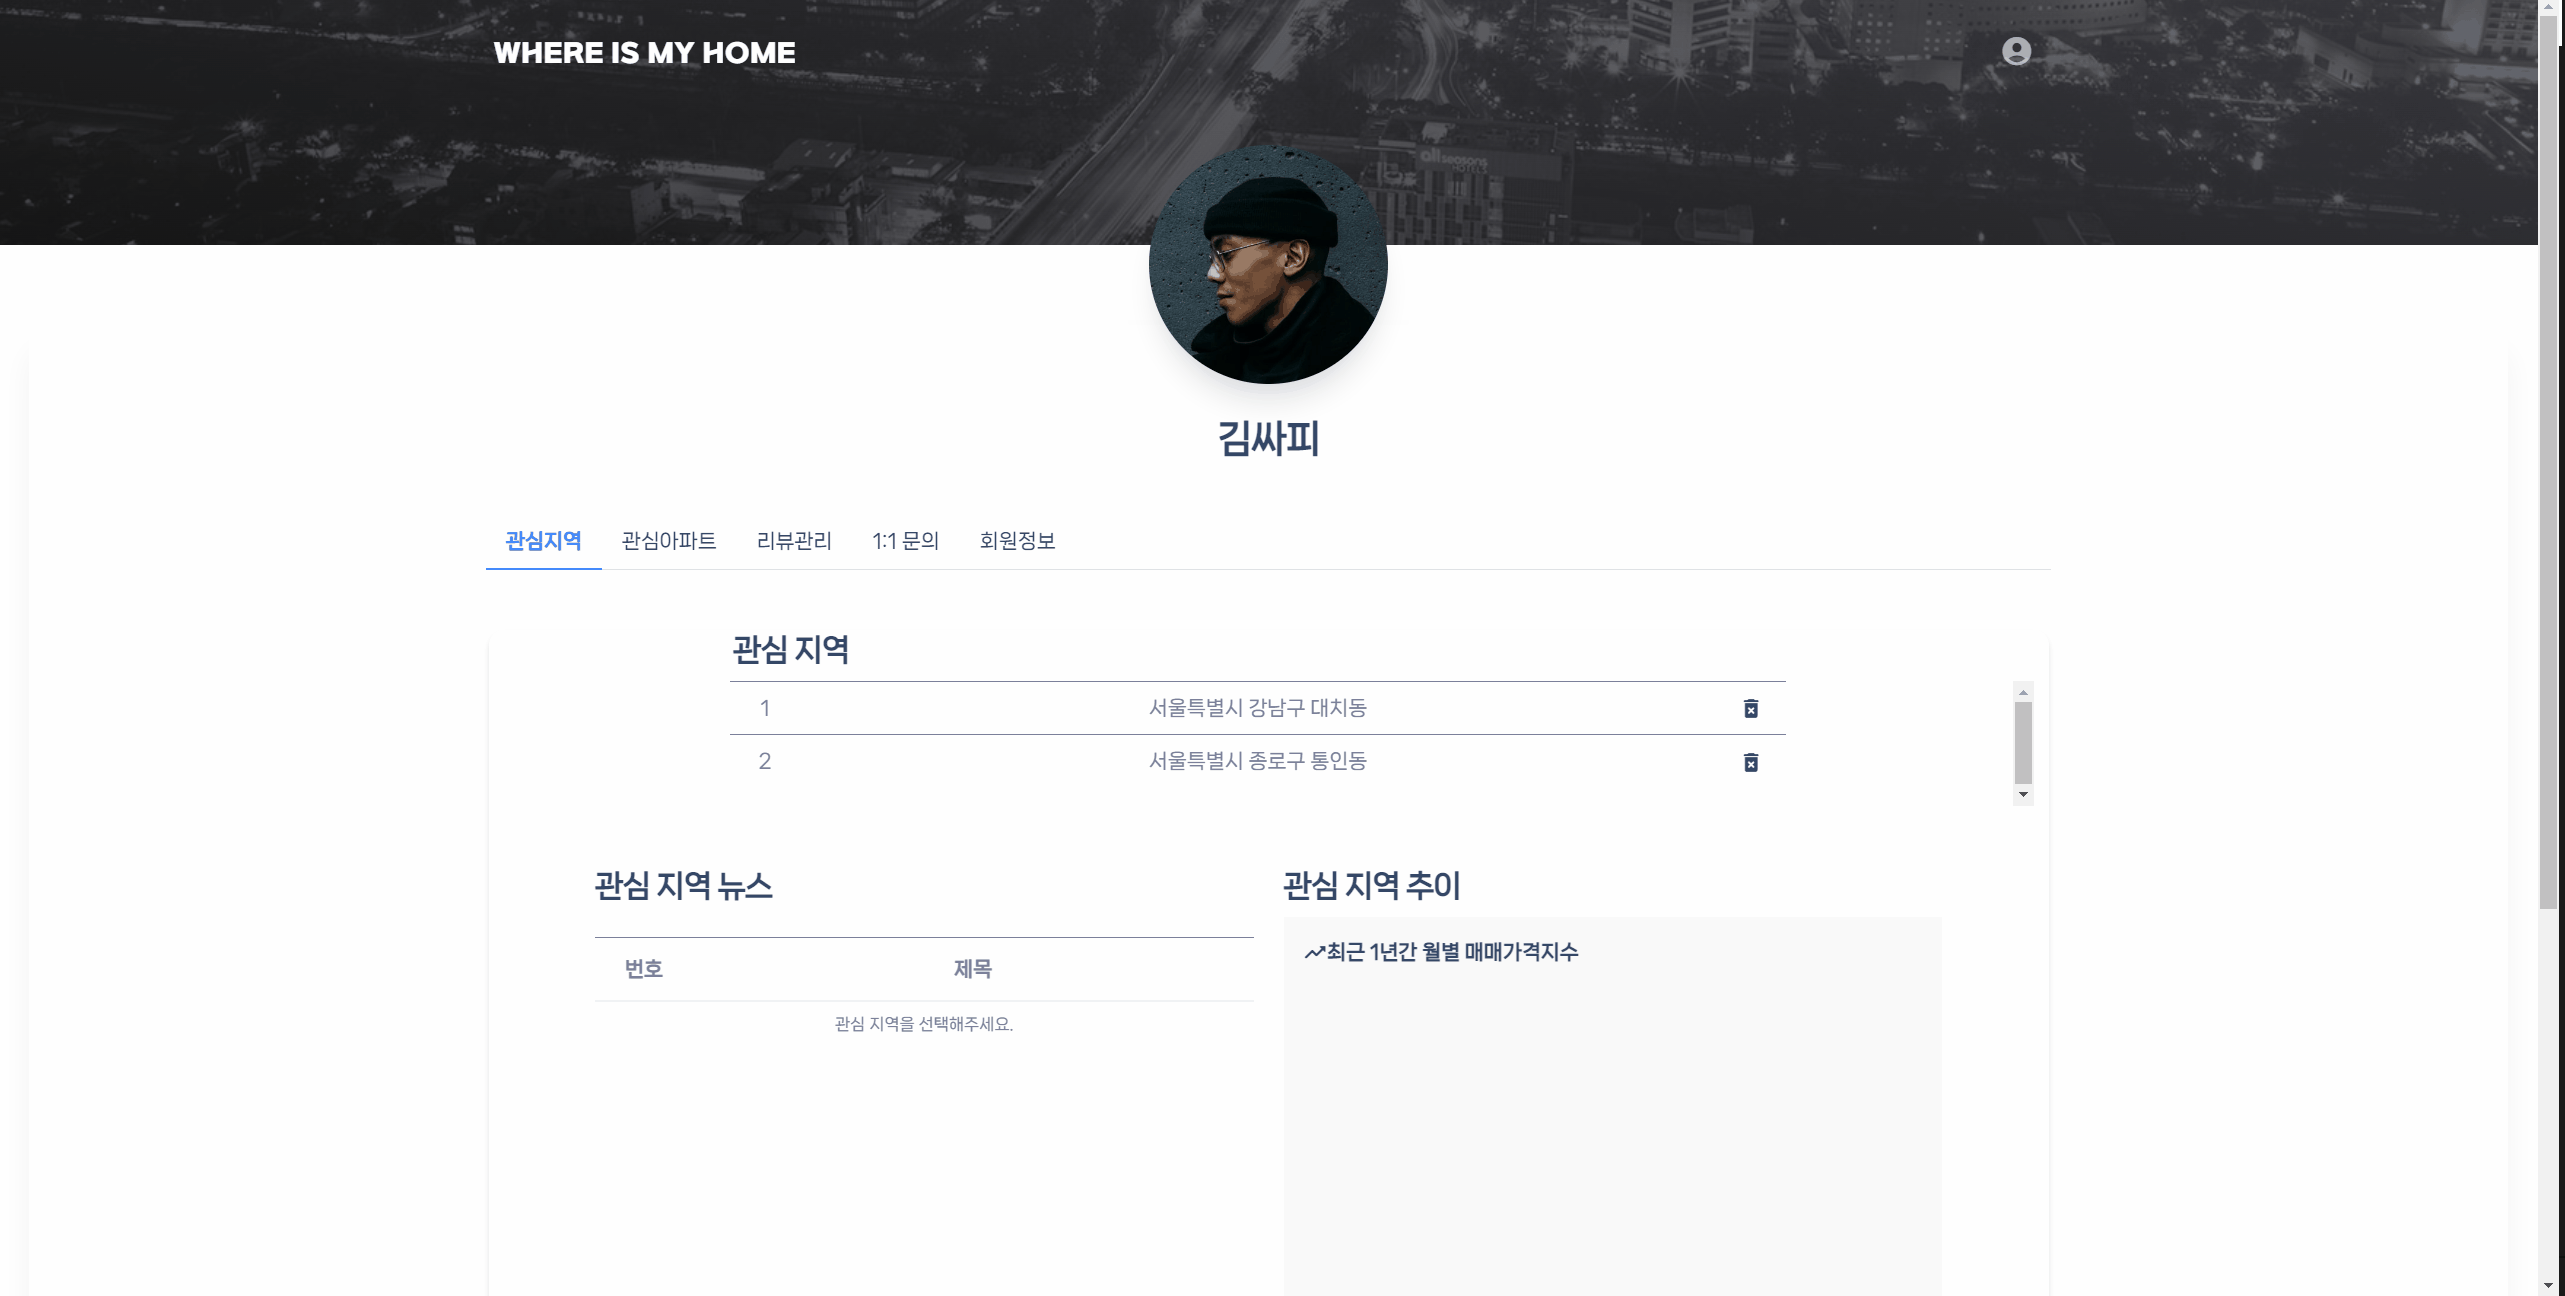 WHERE IS MY HOME
all seasons
HOTELS
김싸피
관심지역 관심아파트 리뷰관리 1:1 문의 회원정보
관심 지역
1 서울특별시 강남구 대치동
2 서울특별시 종로구 통인동
관심 지역 뉴스
번호 제목
관심 지역을 선택해주세요.
관심 지역 추이
최근 1년간 월별 매매가격지수